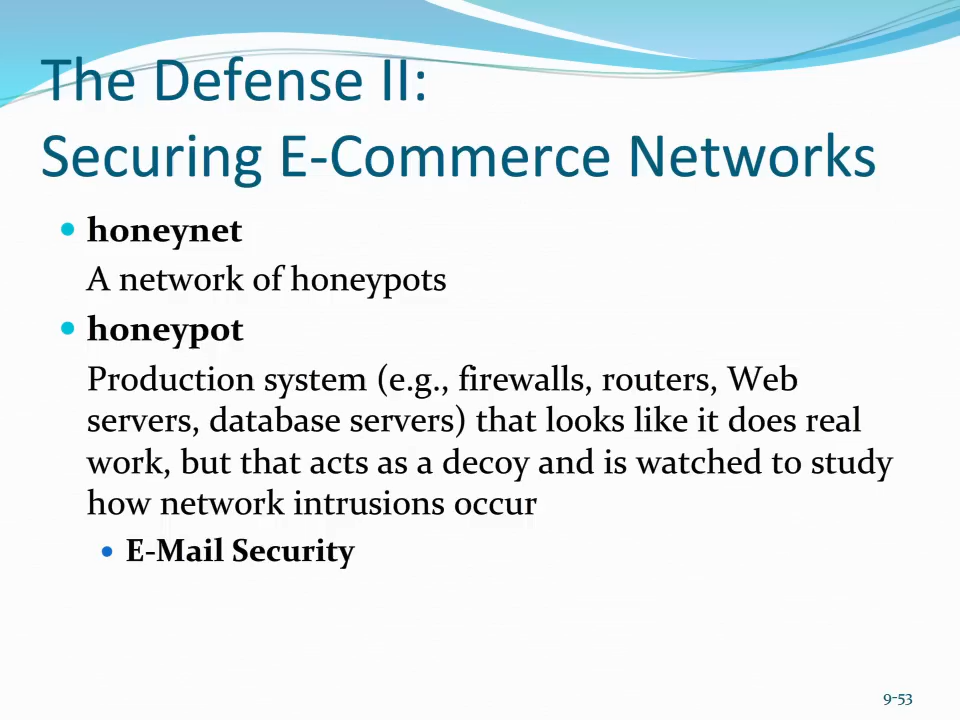 The Defense II:
Securing E-Commerce Networks
• honeynet
A network of honeypots
• honeypot
Production system (e.g., firewalls, routers, Web
servers, database servers) that looks like it does real
work, but that acts as a decoy and is watched to study
how network intrusions occur
• E-Mail Security
9-53